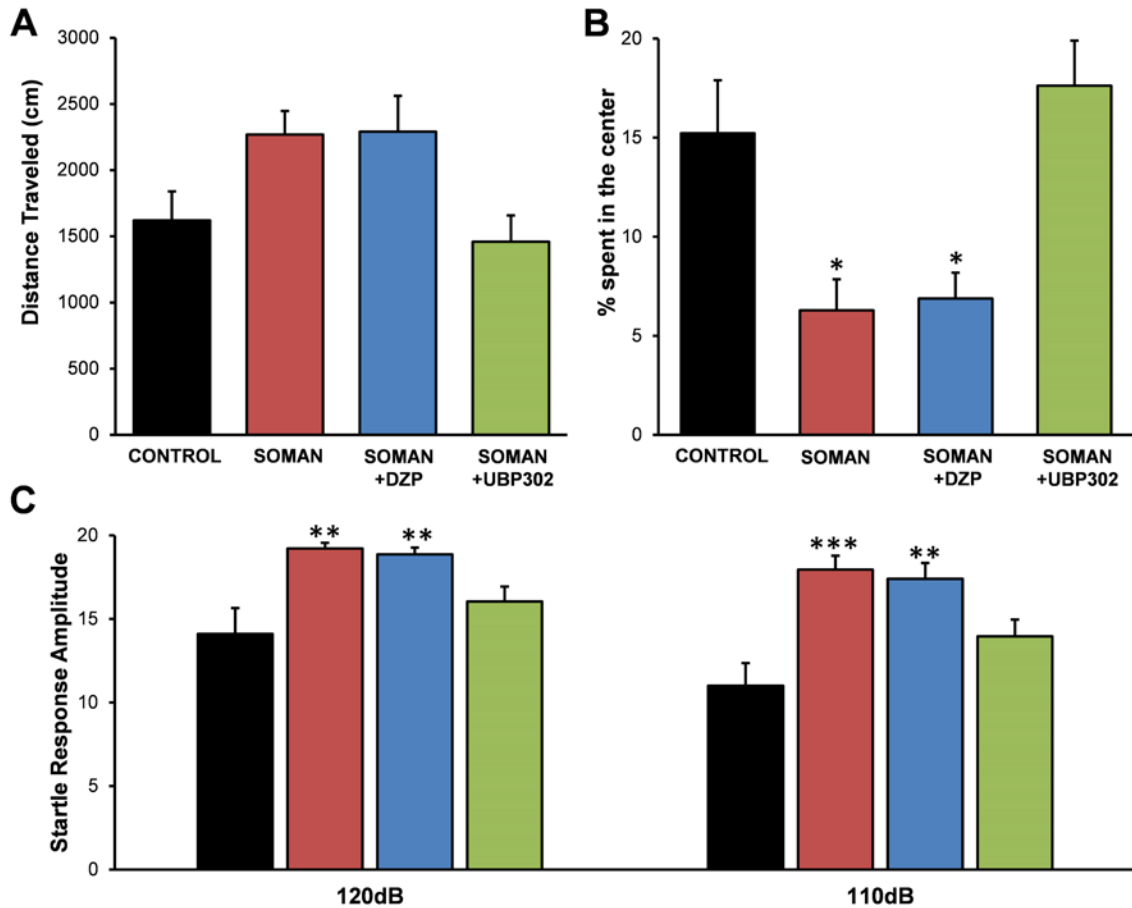 A
Distance Traveled (cm)
3000
2500
2000
1500
1000
500
0
CONTROL
SOMAN
SOMAN
+DZP
SOMAN
+UBP302
B
% spent in the center
20
15
10
5
0
*
*
CONTROL
SOMAN
SOMAN
+DZP
SOMAN
+UBP302
C
Startle Response Amplitude
20
15
10
5
0
**
**
***
**
120dB
110dB